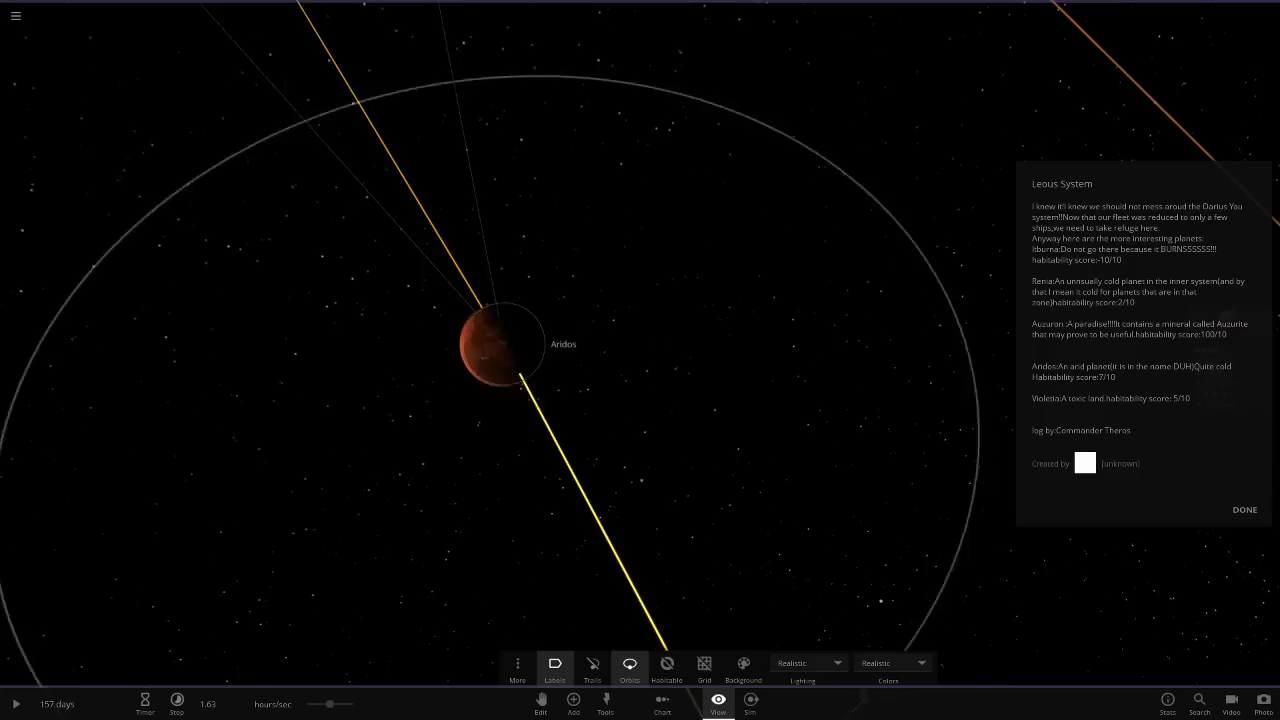 Leous System
I knew it!I knew we should not mess aroud the Darius Yau
system!!Now that our fleet was reduced to only a few
ships,we need to take refuge here.
Anyway here are the more interesting planets:
Itburna:Do not go there because it BURNSSSSSS!!!
habitability score:-10/10
Renia:An unnsually cold planet in the inner system(and by
that I mean it cold for planets that are in that
zone)habitability score:2/10
Auzuron :A paradise!!!!It contains a mineral called Auzurite
that may prove to be useful.habitability score:100/10
Aridos
Aridos:An arid planet(it is in the name DUH)Quite cold
Habitability score:7/10
Violetia:A toxic land.habitability score: 5/10
log by:Commander Theros
Created by (unknown)
DONE
More Labels Trails Orbits Habitable Grid Background Realistic Lighting Realistic Colors
157 days Timer Step 1.63 hours/sec Edit Add Tools Chart View Sim Stats Search Video Photo